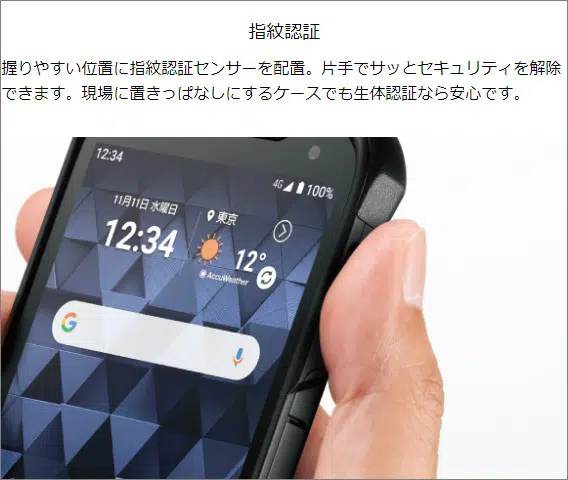 指紋認証
握りやすい位置に指紋認証センサーを配置。片手でサッとセキュリティを解除
できます。現場に置きっぱなしにするケースでも生体認証なら安心です。
12:34
4G 100%
11月11日 水曜日
東京
12:34
12°
AccuWeather
G